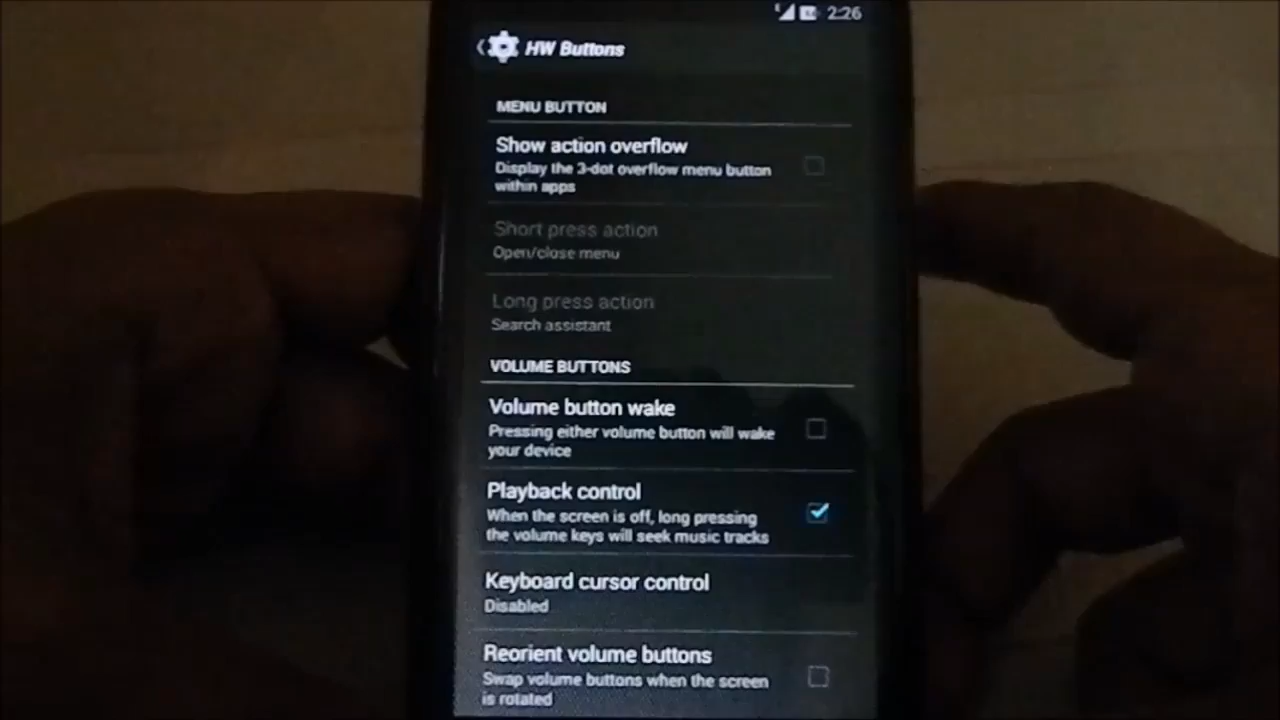 2:26
HW Buttons
MENU BUTTON
Show action overflow
Display the 3-dot overflow menu button
within apps
Short press action
Open/close menu
Long press action
Search assistant
VOLUME BUTTONS
Volume button wake
Pressing either volume button will wake
your device
Playback control
When the screen is off, long pressing
the volume keys will seek music tracks
Keyboard cursor control
Disabled
Reorient volume buttons
Swap volume buttons when the screen
is rotated